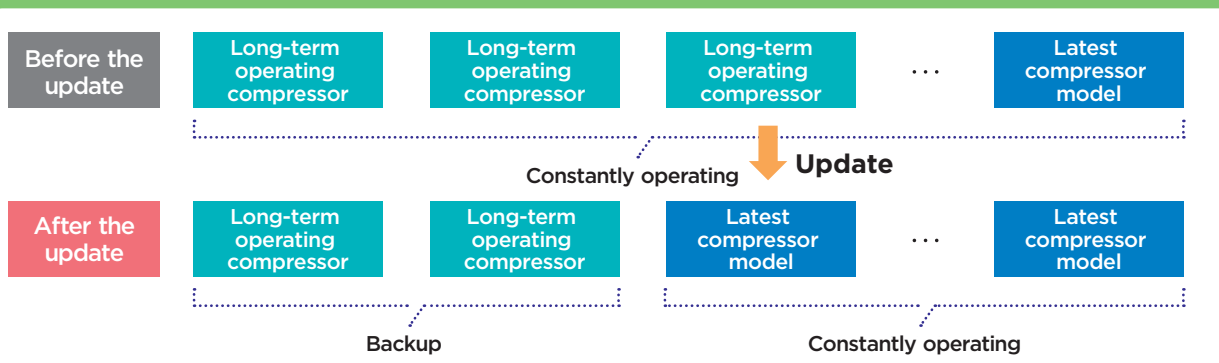 Before the
update
Long-term
operating
compressor
Long-term
operating
compressor
Long-term
operating
compressor
...
Latest
compressor
model
Constantly operating
Update
After the
update
Long-term
operating
compressor
Long-term
operating
compressor
Latest
compressor
model
...
Latest
compressor
model
Backup
Constantly operating